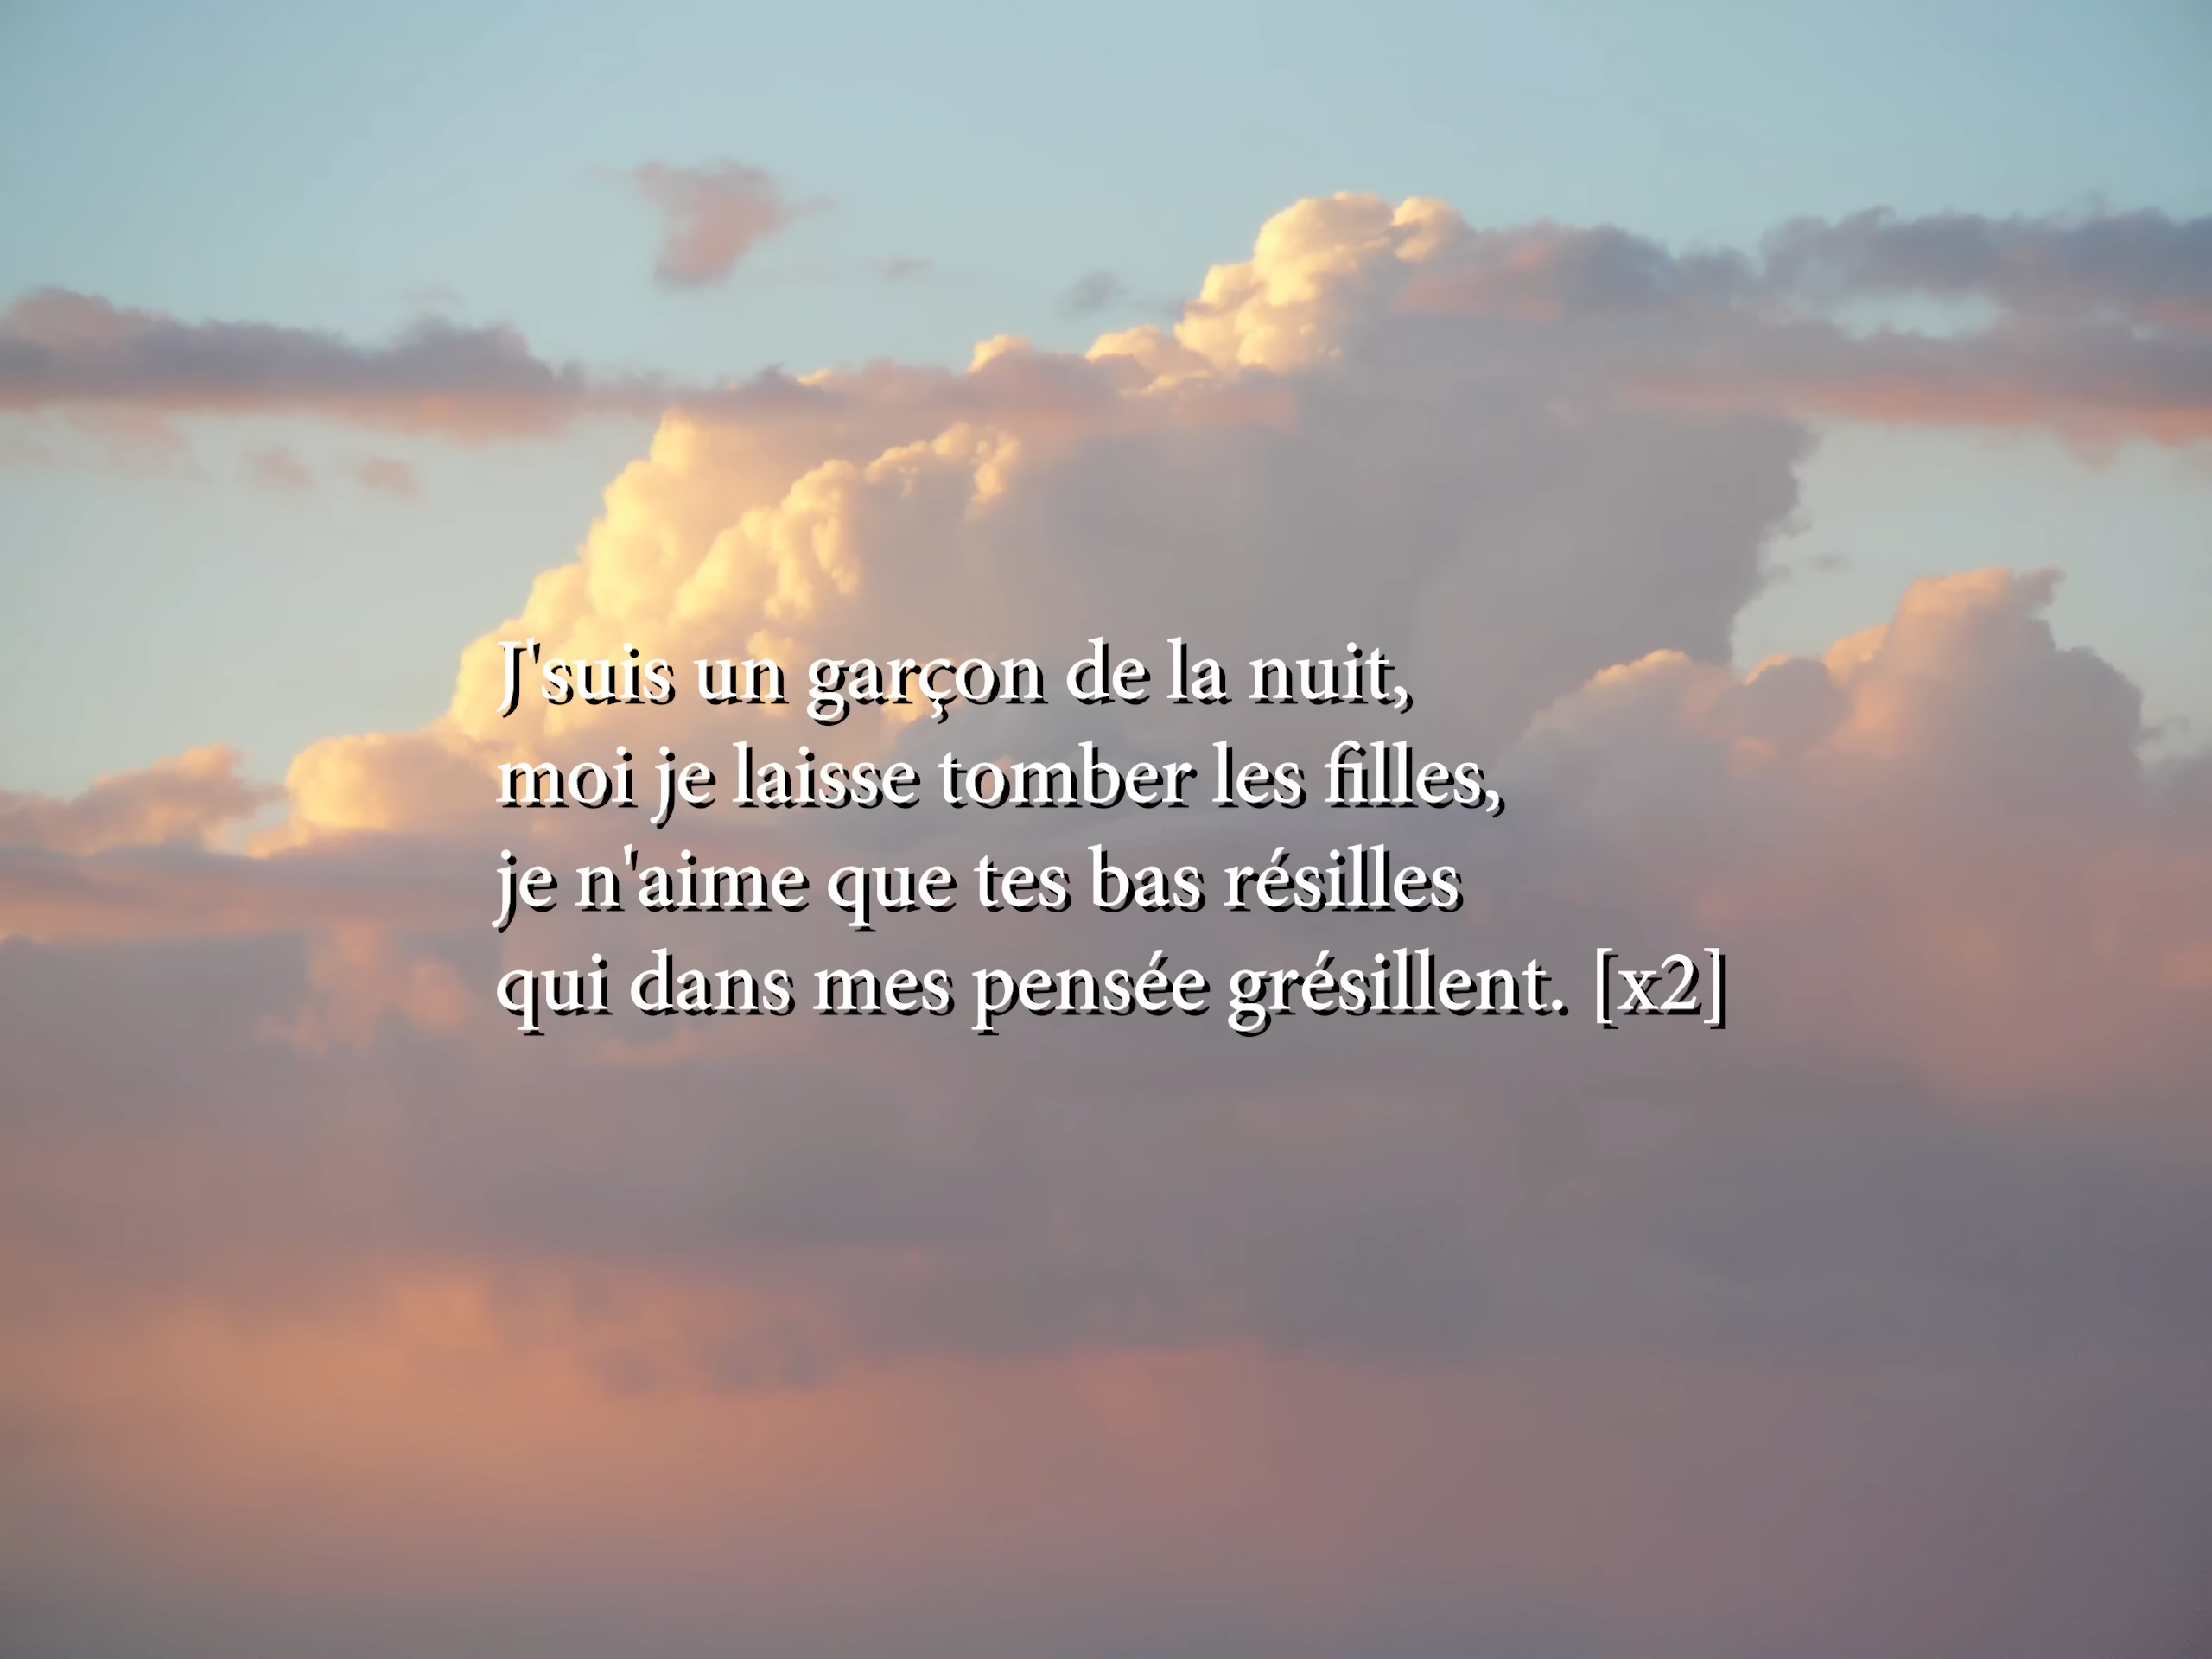 J'suis un garçon de la nuit,
moi je laisse tomber les filles,
je n'aime que tes bas résilles
qui dans mes pensée grésillent. [x2]